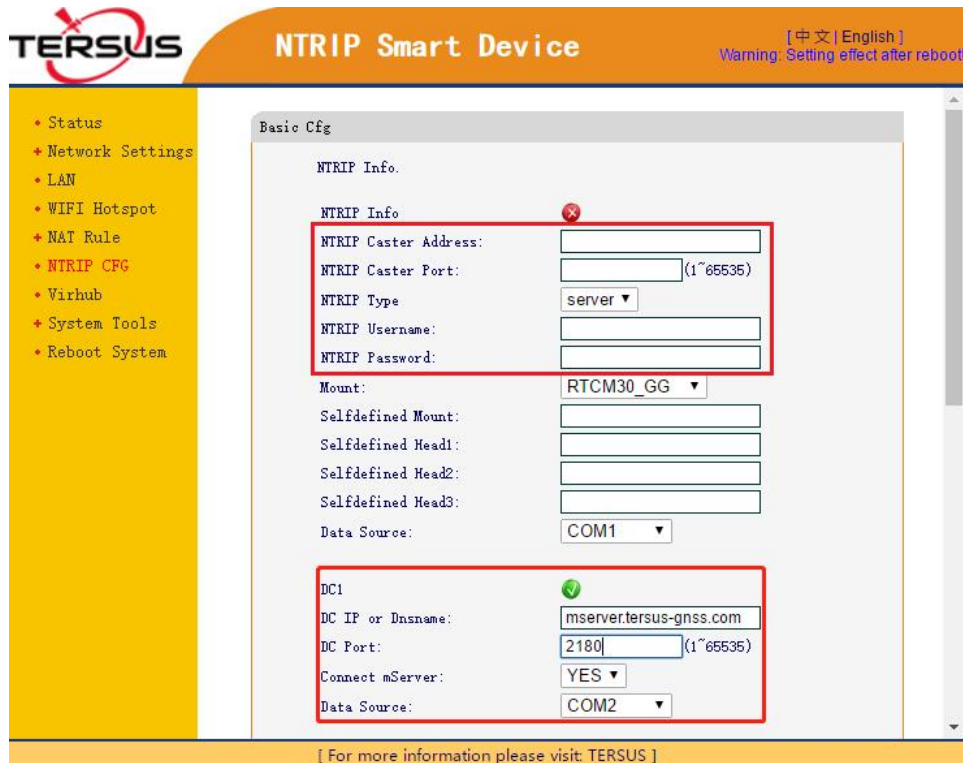 TERSUS
NTRIP Smart Device
[ 中文 | English ]
Warning: Setting effect after reboot!
Status
Network Settings
LAN
WIFI Hotspot
NAT Rule
NTRIP CFG
Virhub
System Tools
Reboot System
Basic Cfg
NTRIP Info.
NTRIP Info
NTRIP Caster Address:
NTRIP Caster Port: (1~65535)
NTRIP Type server
NTRIP Username:
NTRIP Password:
Mount: RTCM30_GG
Selfdefined Mount:
Selfdefined Head1:
Selfdefined Head2:
Selfdefined Head3:
Data Source: COM1
DC1
DC IP or Dnsname: mserver.tersus-gnss.com
DC Port: 2180 (1~65535)
Connect mServer: YES
Data Source: COM2
[ For more information please visit: TERSUS ]